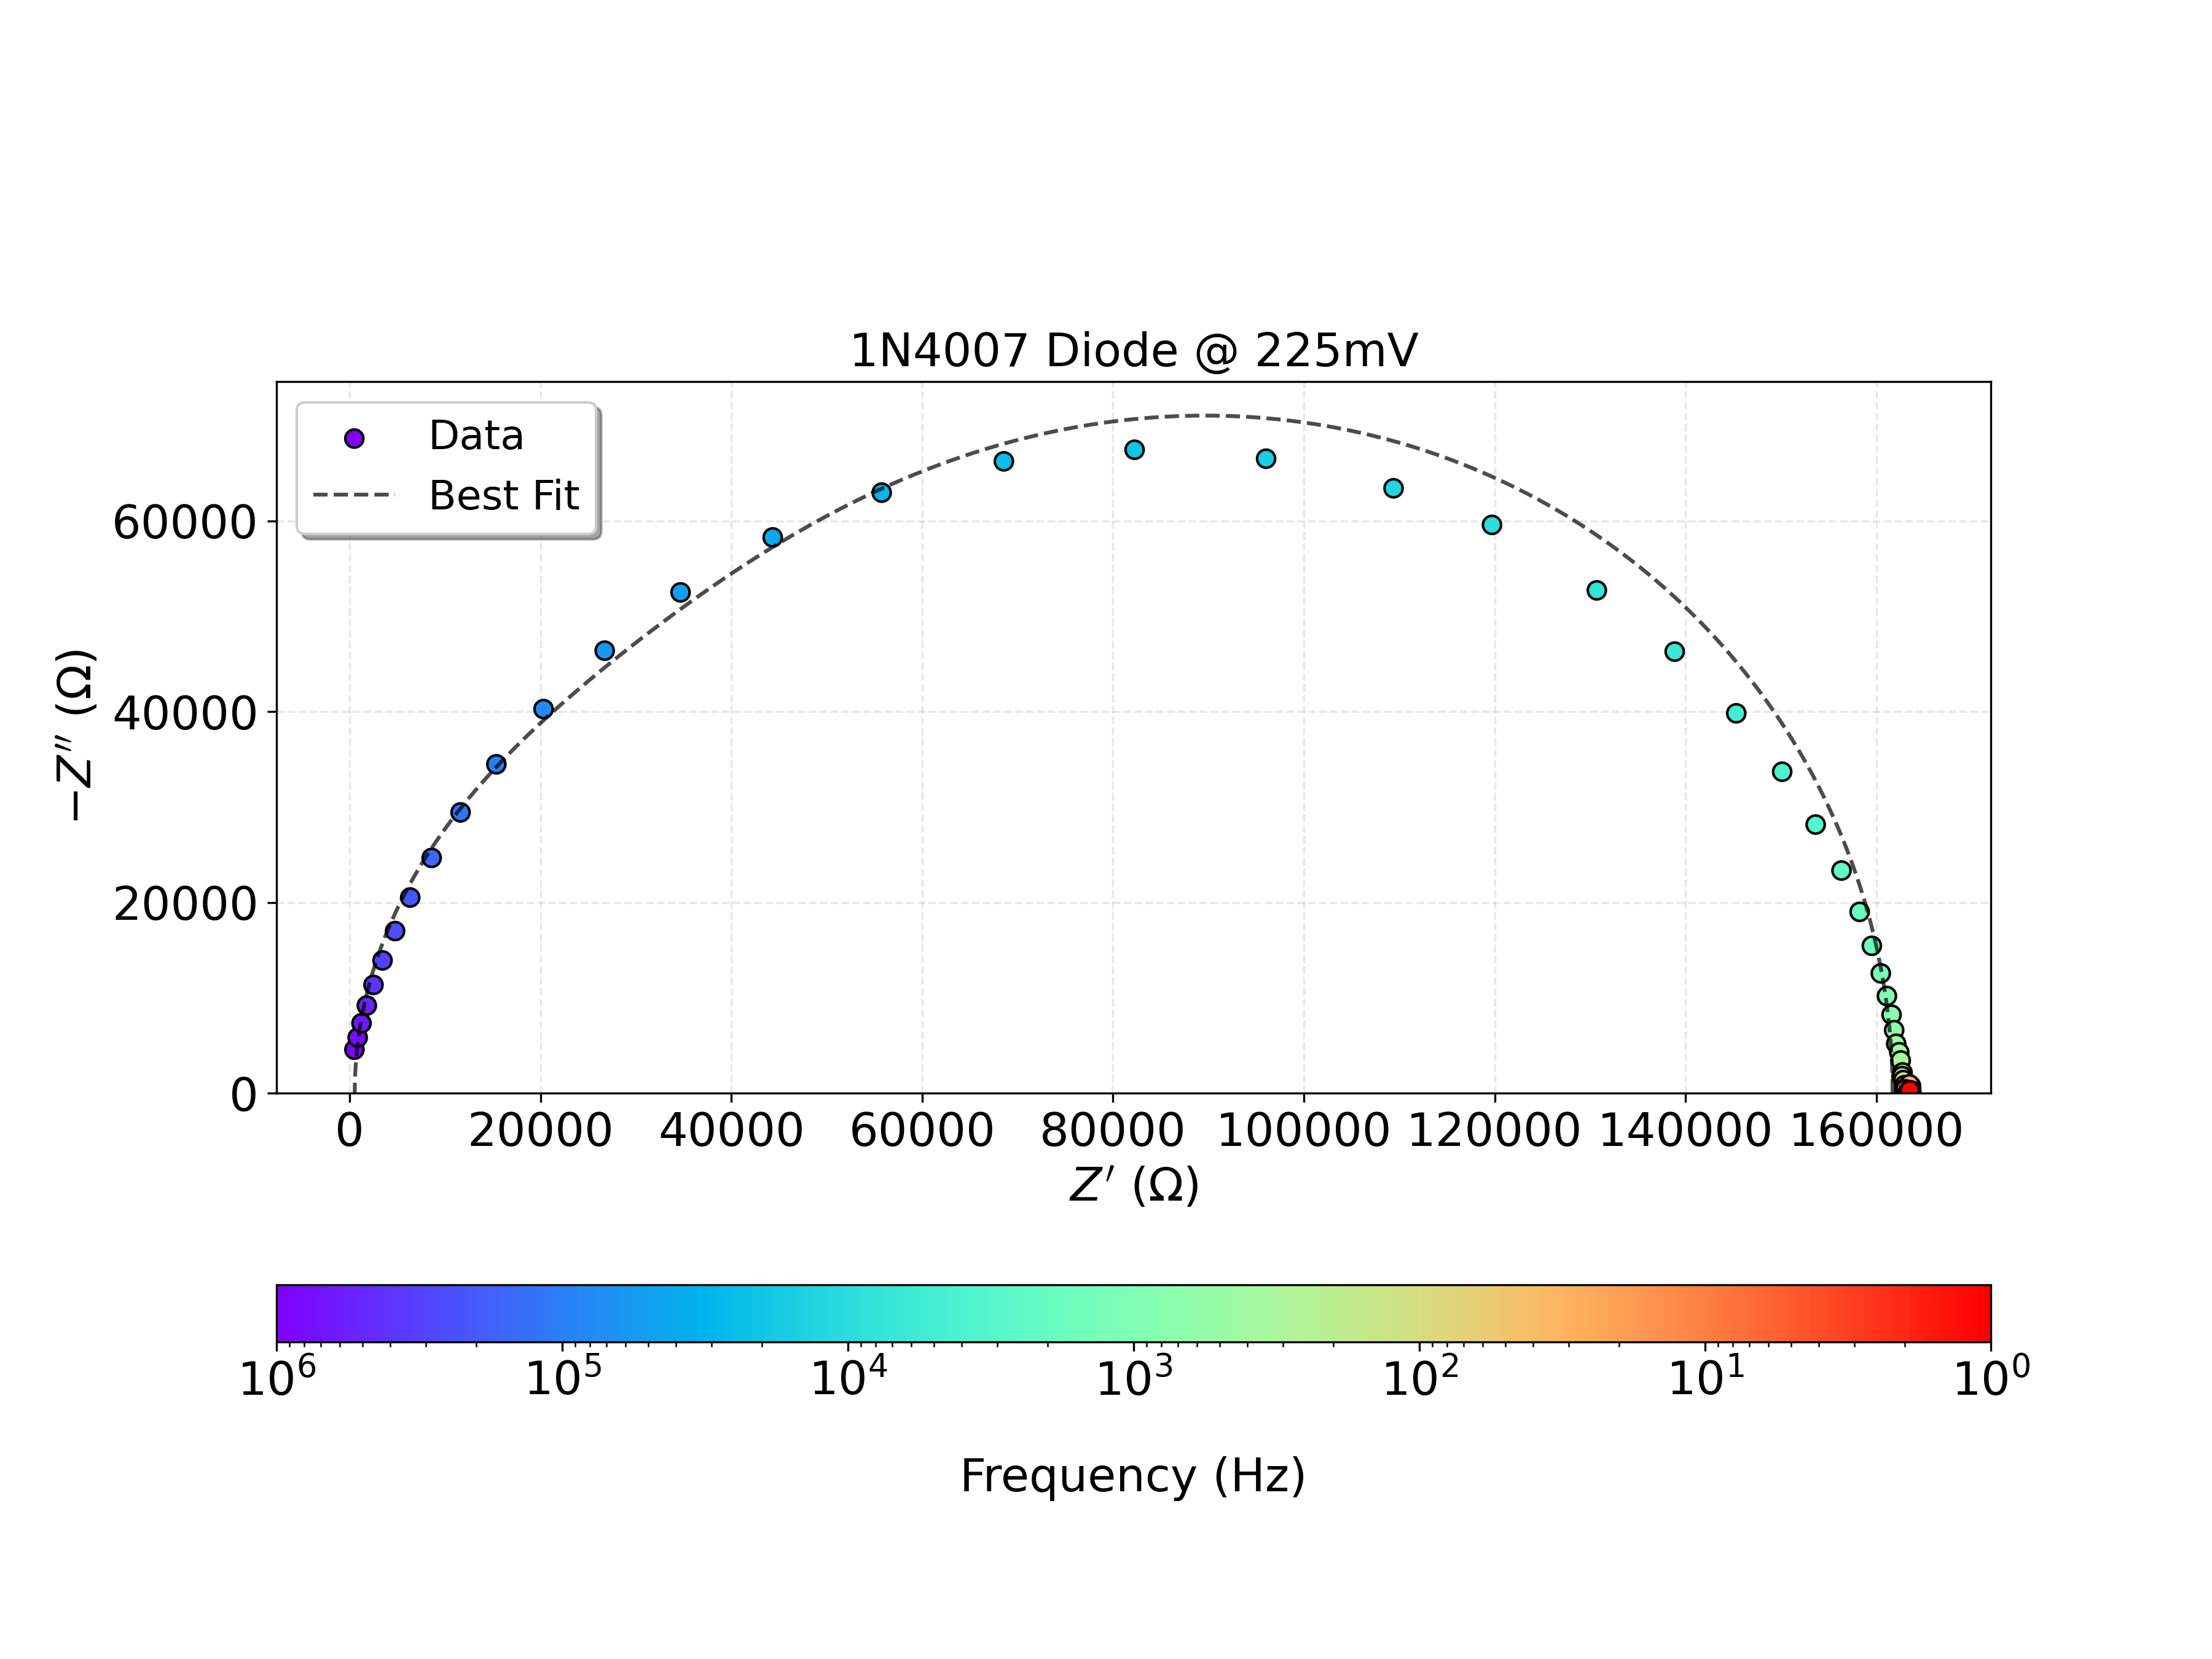 1N4007 Diode @ 225mV
Data
Best Fit
−Z″ (Ω)
60000
40000
20000
0
0 20000 40000 60000 80000 100000 120000 140000 160000
Z′ (Ω)
10⁶ 10⁵ 10⁴ 10³ 10² 10¹ 10⁰
Frequency (Hz)